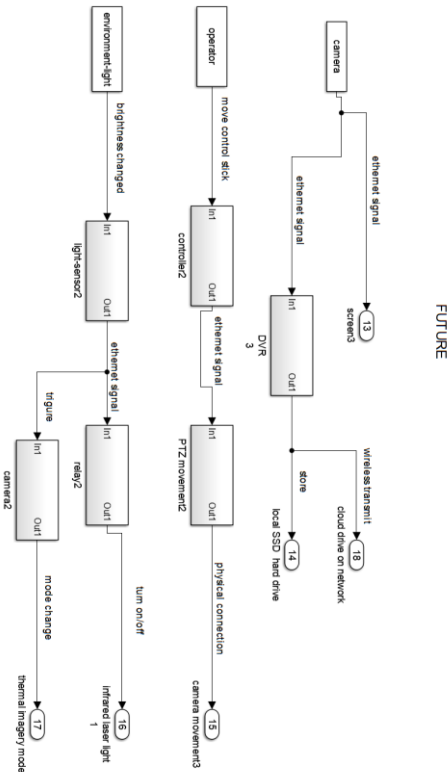 FUTURE
camera
ethernet signal
13
screen3
ethernet signal
In1
Out1
DVR
3
wireless transmit
18
cloud drive on network
store
14
local SSD hard drive
operator
move control stick
In1
Out1
controller2
ethernet signal
In1
Out1
PTZ movement2
physical connection
15
camera movement3
environment-light
brightness changed
In1
Out1
light-sensor2
ethernet signal
In1
Out1
relay2
turn on/off
16
infrared laser light
1
trigure
In1
Out1
camera2
mode change
17
thermal imagery mode